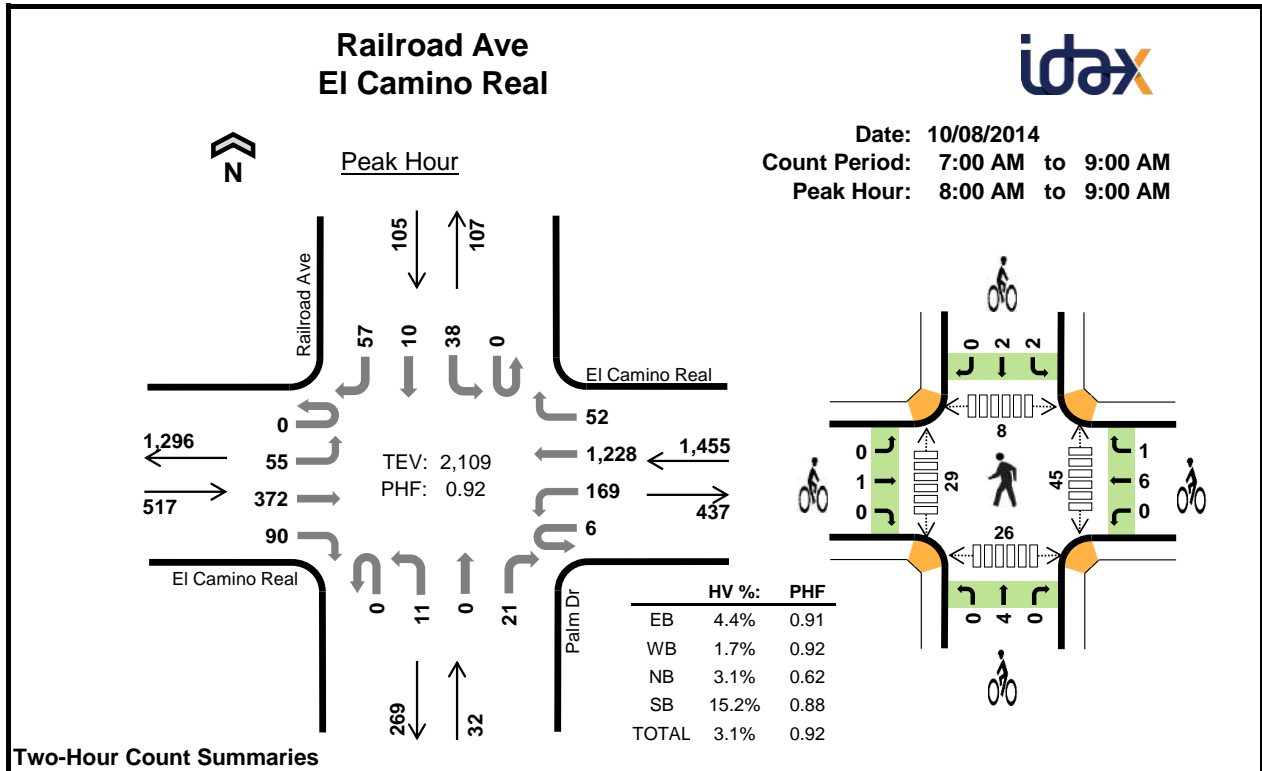 Railroad Ave
El Camino Real
idax
N
Peak Hour
Date: 10/08/2014
Count Period: 7:00 AM to 9:00 AM
Peak Hour: 8:00 AM to 9:00 AM
105
107
Railroad Ave
57
10
38
0
El Camino Real
0
55
372
90
1,296
517
TEV: 2,109
PHF: 0.92
52
1,228
169
6
1,455
437
El Camino Real
0
11
0
21
Palm Dr
269
32
HV %: PHF
EB 4.4% 0.91
WB 1.7% 0.92
NB 3.1% 0.62
SB 15.2% 0.88
TOTAL 3.1% 0.92
0
2
2
8
0
1
0
29
45
1
6
0
26
0
4
0
Two-Hour Count Summaries